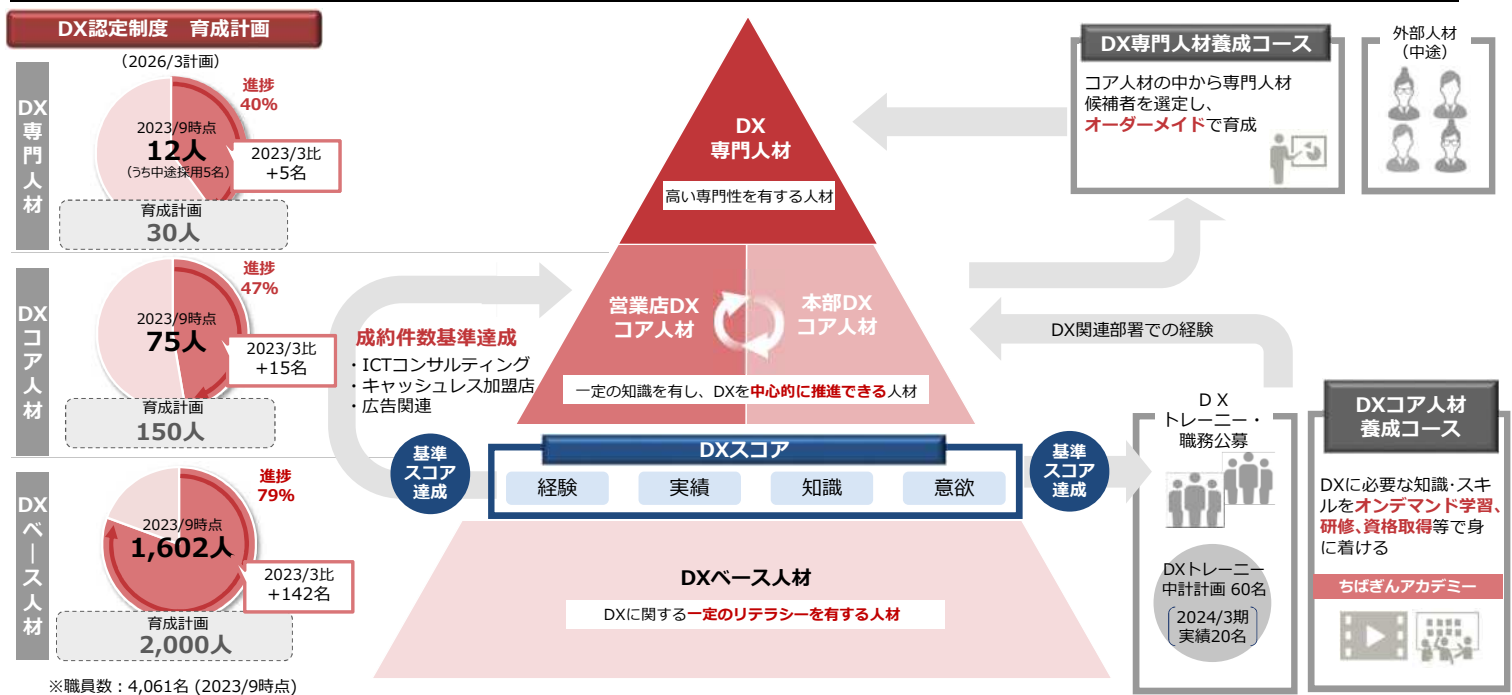 DX認定制度　育成計画
（2026/3計画）
DX専門人材
進捗
40%
2023/9時点
12人
（うち中途採用5名）
2023/3比
+5名
育成計画
30人
DXコア人材
進捗
47%
2023/9時点
75人
2023/3比
+15名
育成計画
150人
DXベース人材
進捗
79%
2023/9時点
1,602人
2023/3比
+142名
育成計画
2,000人
※職員数：4,061名 (2023/9時点)
成約件数基準達成
・ICTコンサルティング
・キャッシュレス加盟店
・広告関連
基準
スコア
達成
DX
専門人材
高い専門性を有する人材
営業店DX
コア人材
本部DX
コア人材
一定の知識を有し、DXを中心的に推進できる人材
DXスコア
経験
実績
知識
意欲
基準
スコア
達成
DXベース人材
DXに関する一定のリテラシーを有する人材
DX専門人材養成コース
コア人材の中から専門人材
候補者を選定し、
オーダーメイドで育成
外部人材
（中途）
DX関連部署での経験
ＤＸ
トレーニー・
職務公募
DXトレーニー
中計計画 60名
2024/3期
実績20名
DXコア人材
養成コース
DXに必要な知識・スキ
ルをオンデマンド学習、
研修、資格取得等で身
に着ける
ちばぎんアカデミー